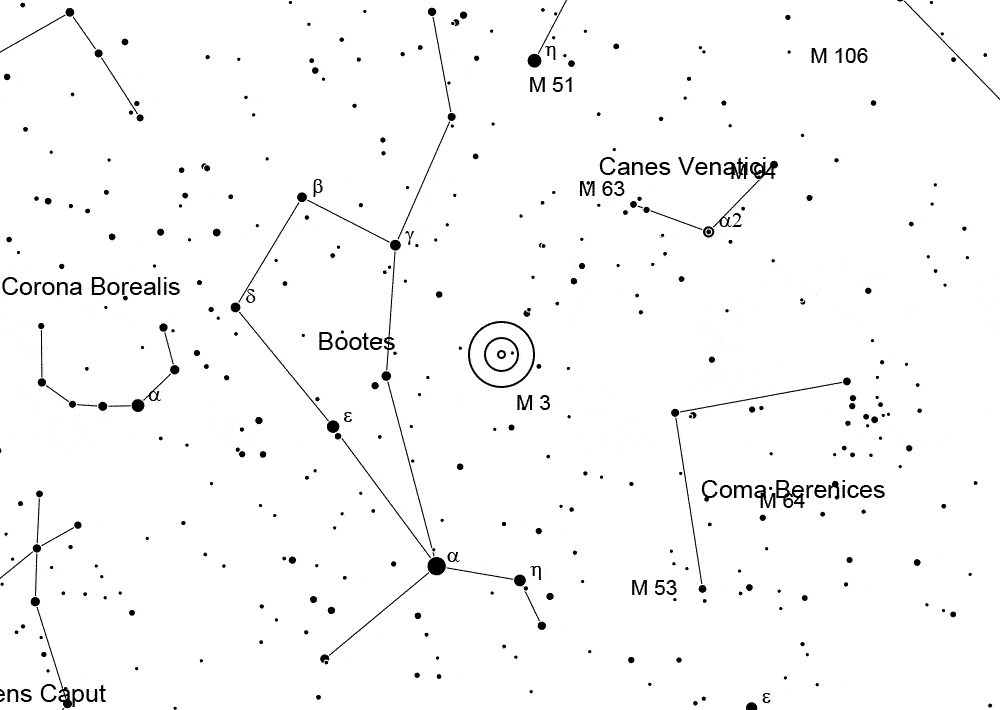 η
M 51
M 106
Canes Venatici
M 94
M 63
β
α2
γ
Corona Borealis
δ
Bootes
α
M 3
ε
Coma Berenices
M 64
α
η
M 53
ens Caput
ε